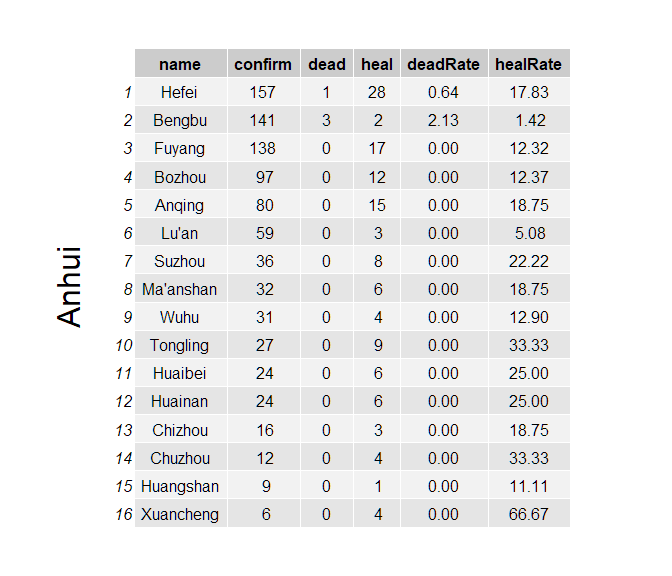 Anhui
name confirm dead heal deadRate healRate
1 Hefei 157 1 28 0.64 17.83
2 Bengbu 141 3 2 2.13 1.42
3 Fuyang 138 0 17 0.00 12.32
4 Bozhou 97 0 12 0.00 12.37
5 Anqing 80 0 15 0.00 18.75
6 Lu'an 59 0 3 0.00 5.08
7 Suzhou 36 0 8 0.00 22.22
8 Ma'anshan 32 0 6 0.00 18.75
9 Wuhu 31 0 4 0.00 12.90
10 Tongling 27 0 9 0.00 33.33
11 Huaibei 24 0 6 0.00 25.00
12 Huainan 24 0 6 0.00 25.00
13 Chizhou 16 0 3 0.00 18.75
14 Chuzhou 12 0 4 0.00 33.33
15 Huangshan 9 0 1 0.00 11.11
16 Xuancheng 6 0 4 0.00 66.67